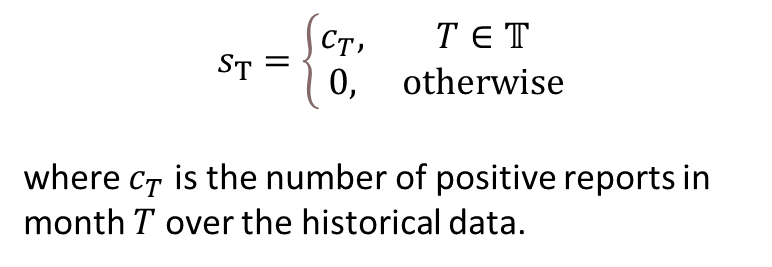 s_T = { c_T, T ∈ 𝕋
0, otherwise
where c_T is the number of positive reports in
month T over the historical data.